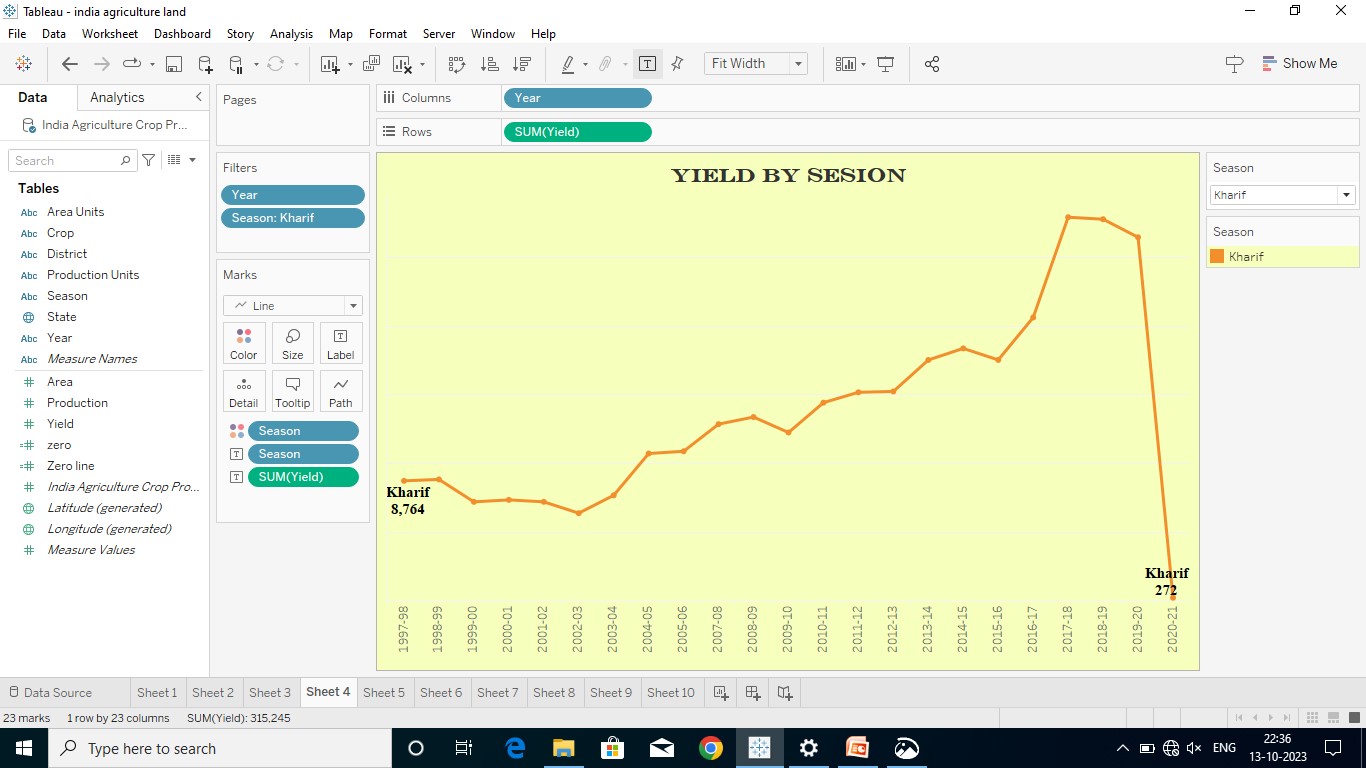 Tableau - india agriculture land
File Data Worksheet Dashboard Story Analysis Map Format Server Window Help
Fit Width
Show Me
Data Analytics
India Agriculture Crop Pr...
Search
Tables
Abc Area Units
Abc Crop
Abc District
Abc Production Units
Abc Season
State
Abc Year
Abc Measure Names
# Area
# Production
# Yield
=# zero
=# Zero line
# India Agriculture Crop Pro...
Latitude (generated)
Longitude (generated)
# Measure Values
Pages
Filters
Year
Season: Kharif
Marks
Line
Color Size Label
Detail Tooltip Path
Season
Season
SUM(Yield)
Columns Year
Rows SUM(Yield)
YIELD BY SESION
Kharif
8,764
Kharif
272
1997-98
1998-99
1999-00
2000-01
2001-02
2002-03
2003-04
2004-05
2005-06
2007-08
2008-09
2009-10
2010-11
2011-12
2012-13
2013-14
2014-15
2015-16
2016-17
2017-18
2018-19
2019-20
2020-21
Season
Kharif
Season
Kharif
Data Source Sheet 1 Sheet 2 Sheet 3 Sheet 4 Sheet 5 Sheet 6 Sheet 7 Sheet 8 Sheet 9 Sheet 10
23 marks 1 row by 23 columns SUM(Yield): 315,245
Type here to search
ENG
22:36
13-10-2023